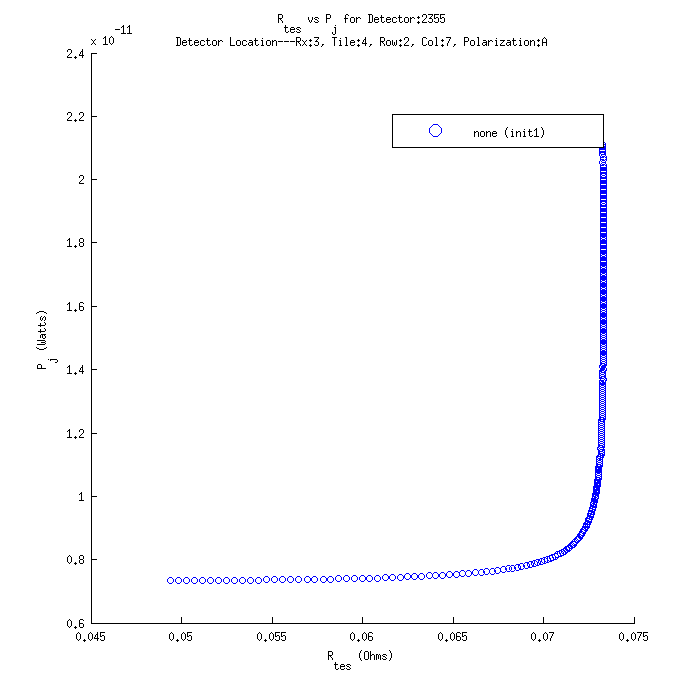 R_tes vs P_j for Detector:2355
Detector Location---Rx:3, Tile:4, Row:2, Col:7, Polarization:A
x 10^-11
2.4
2.2
2
1.8
1.6
1.4
1.2
1
0.8
0.6
P_j (Watts)
none (init1)
0.045 0.05 0.055 0.06 0.065 0.07 0.075
R_tes (Ohms)